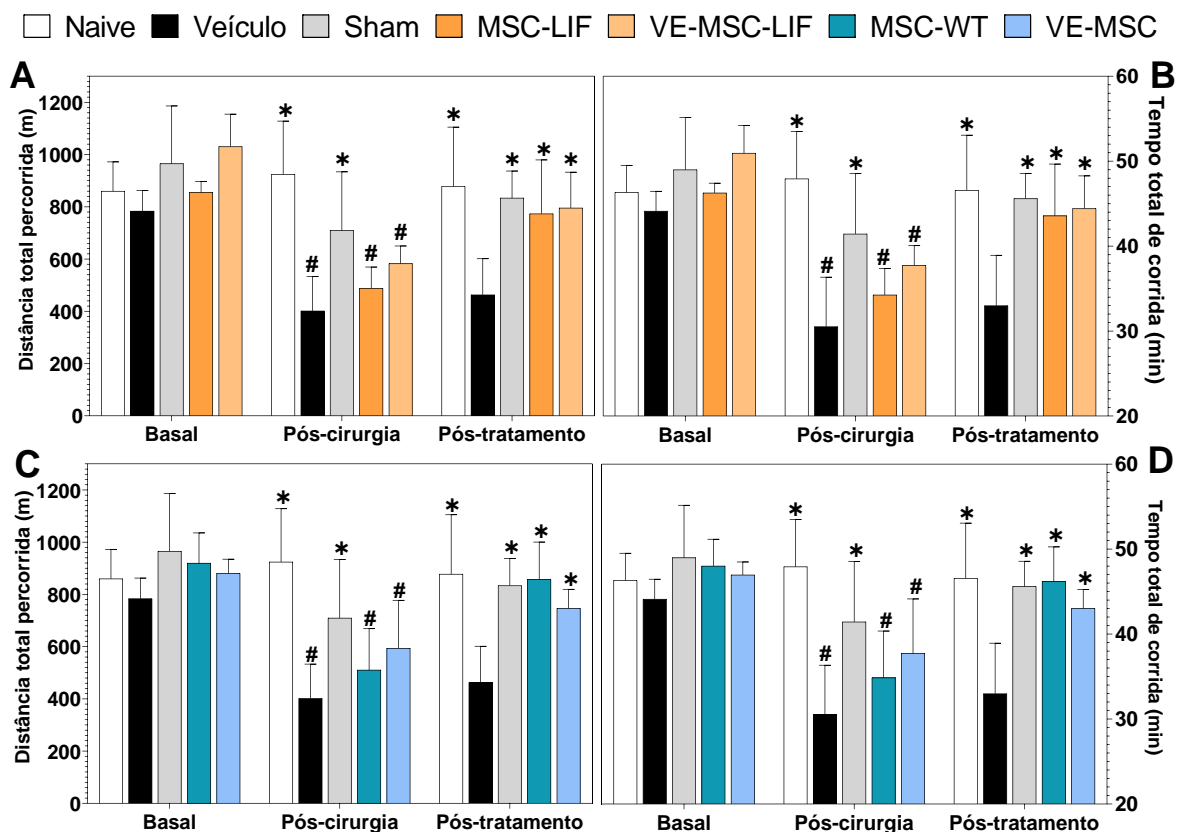 Naive Veículo Sham MSC-LIF VE-MSC-LIF MSC-WT VE-MSC
A
Distância total percorrida (m)
1200
1000
800
600
400
200
0
* * * * * *
# # #
Basal Pós-cirurgia Pós-tratamento
B
* * * * * *
# # #
60
50
40
30
20
Tempo total de corrida (min)
Basal Pós-cirurgia Pós-tratamento
C
Distância total percorrida (m)
1200
1000
800
600
400
200
0
* * * * * *
# # #
Basal Pós-cirurgia Pós-tratamento
D
* * * * * *
# # #
60
50
40
30
20
Tempo total de corrida (min)
Basal Pós-cirurgia Pós-tratamento